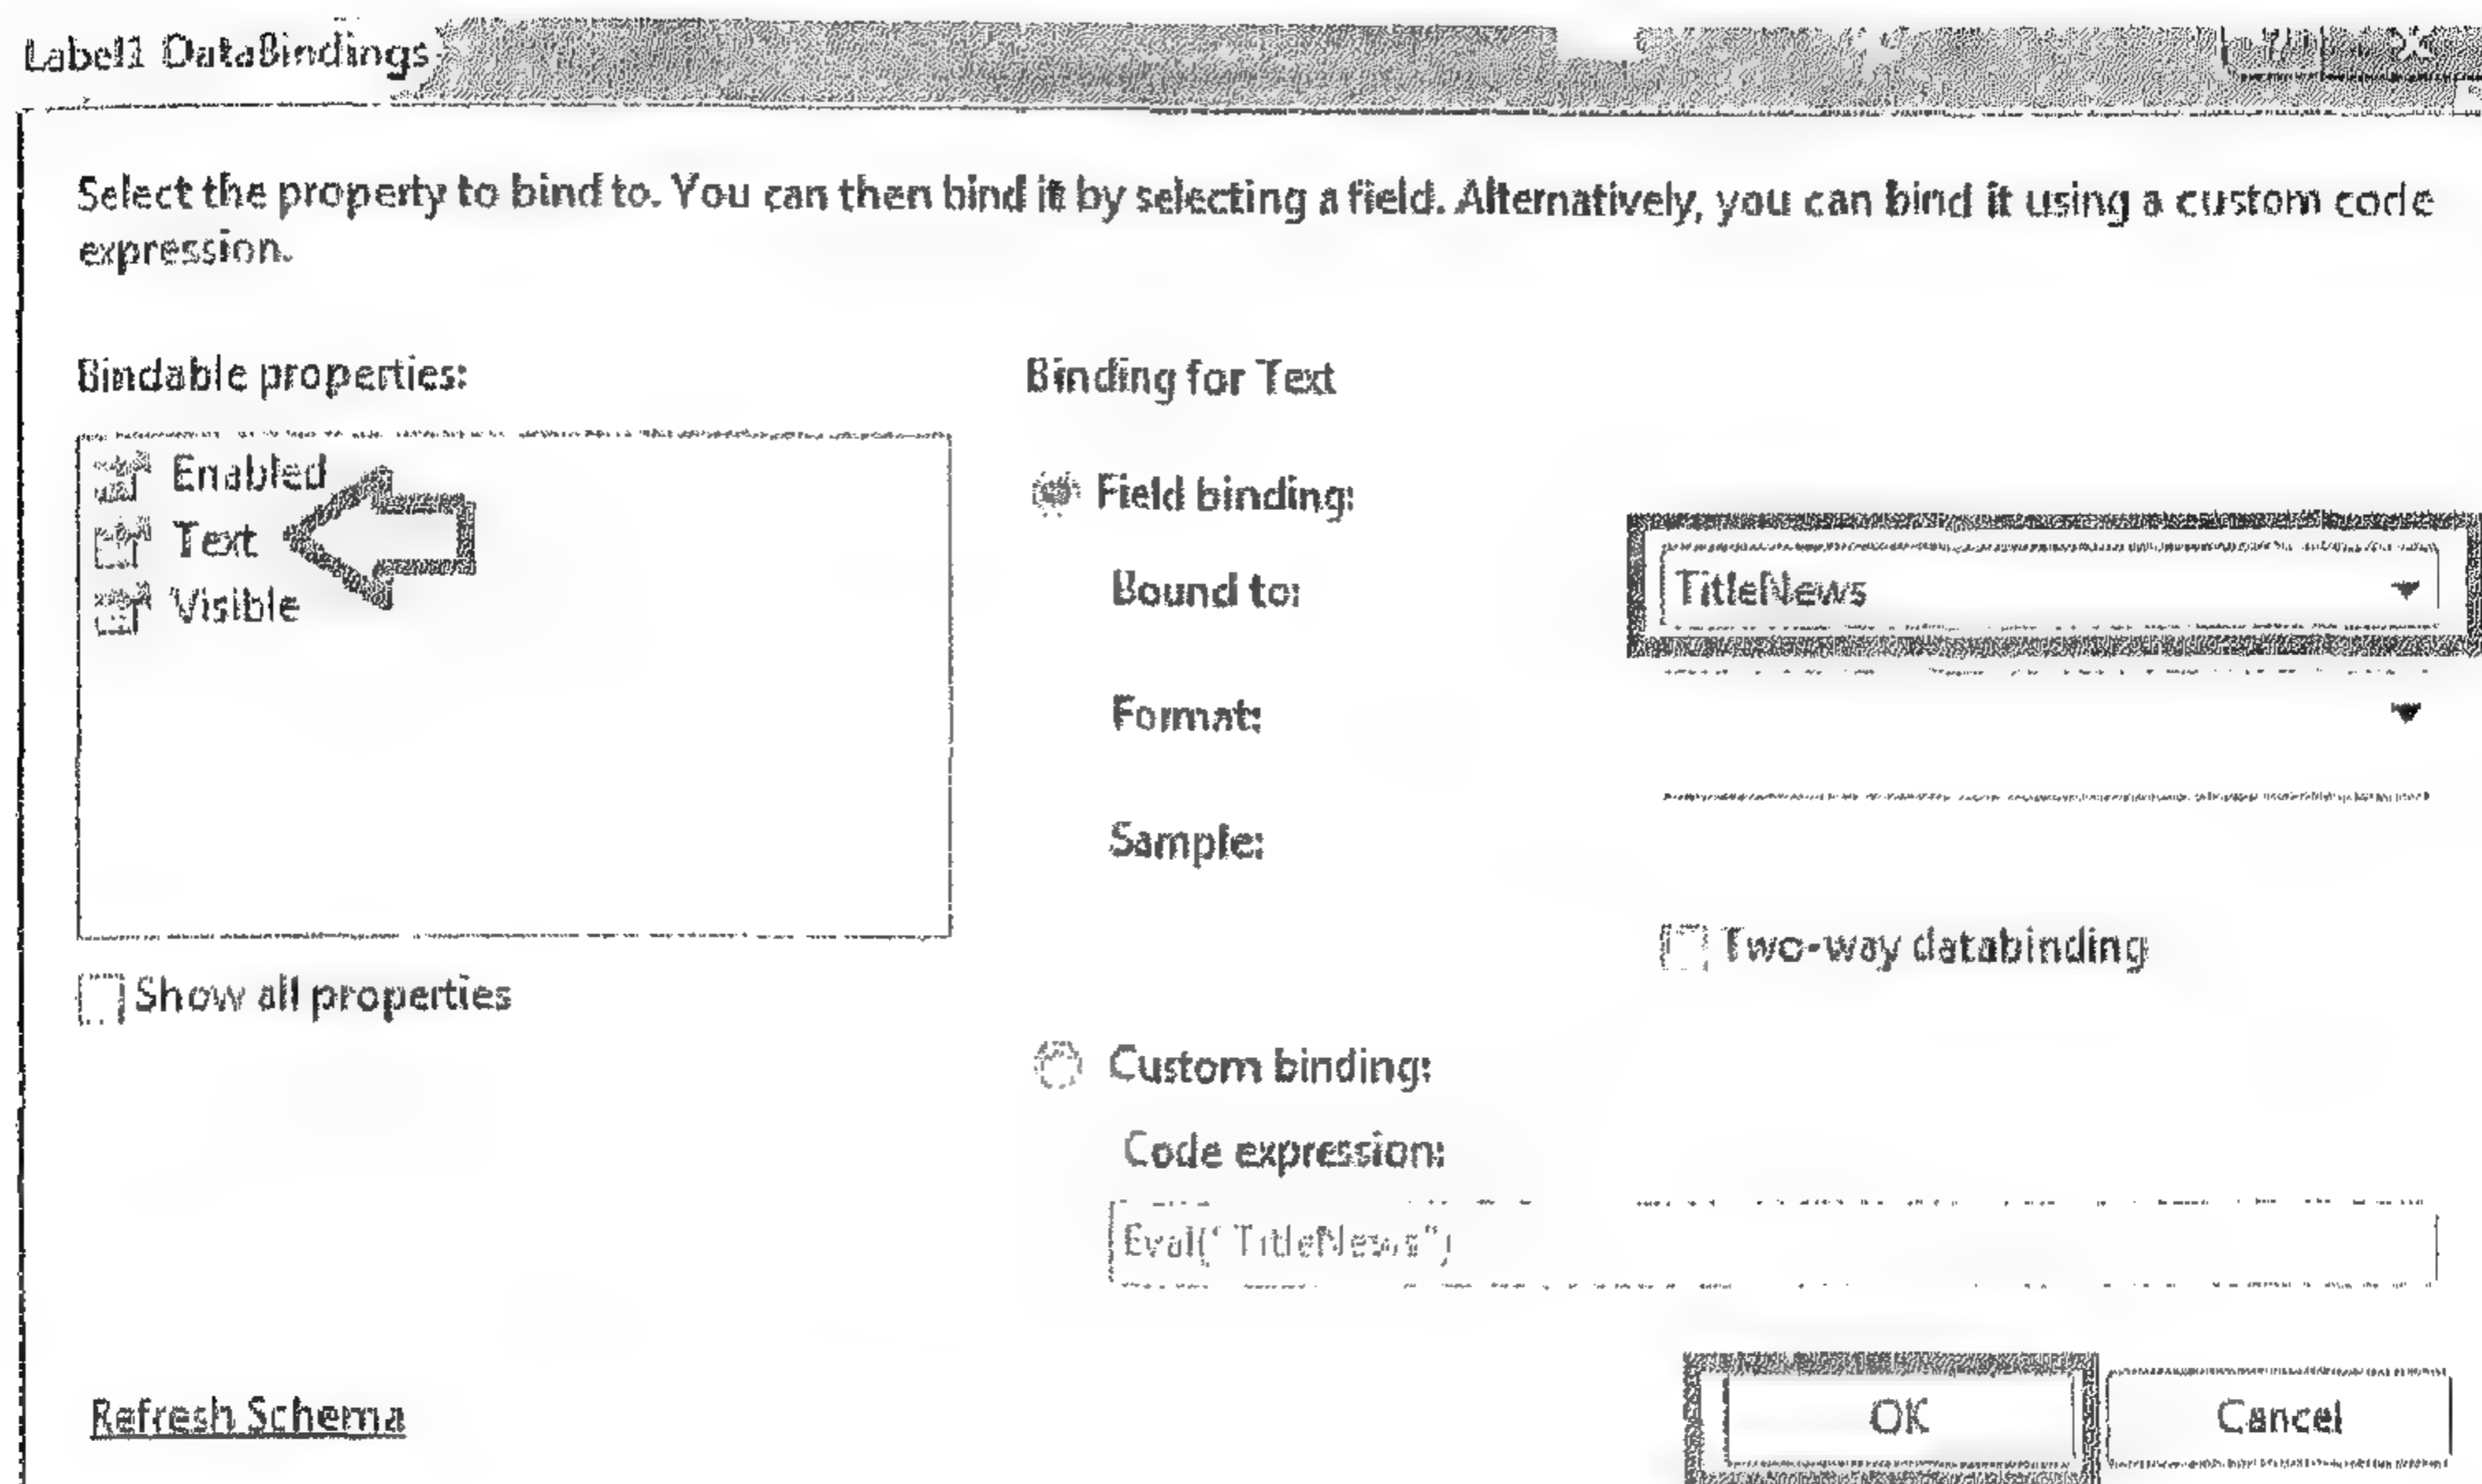 Label1 DataBindings
Select the property to bind to. You can then bind it by selecting a field. Alternatively, you can bind it using a custom code
expression.
Bindable properties:
Binding for Text
Enabled
Text
Visible
Field binding:
Bound to:
TitleNews
Format:
Sample:
Two-way databinding
Show all properties
Custom binding:
Code expression:
Eval("TitleNews")
Refresh Schema
OK
Cancel